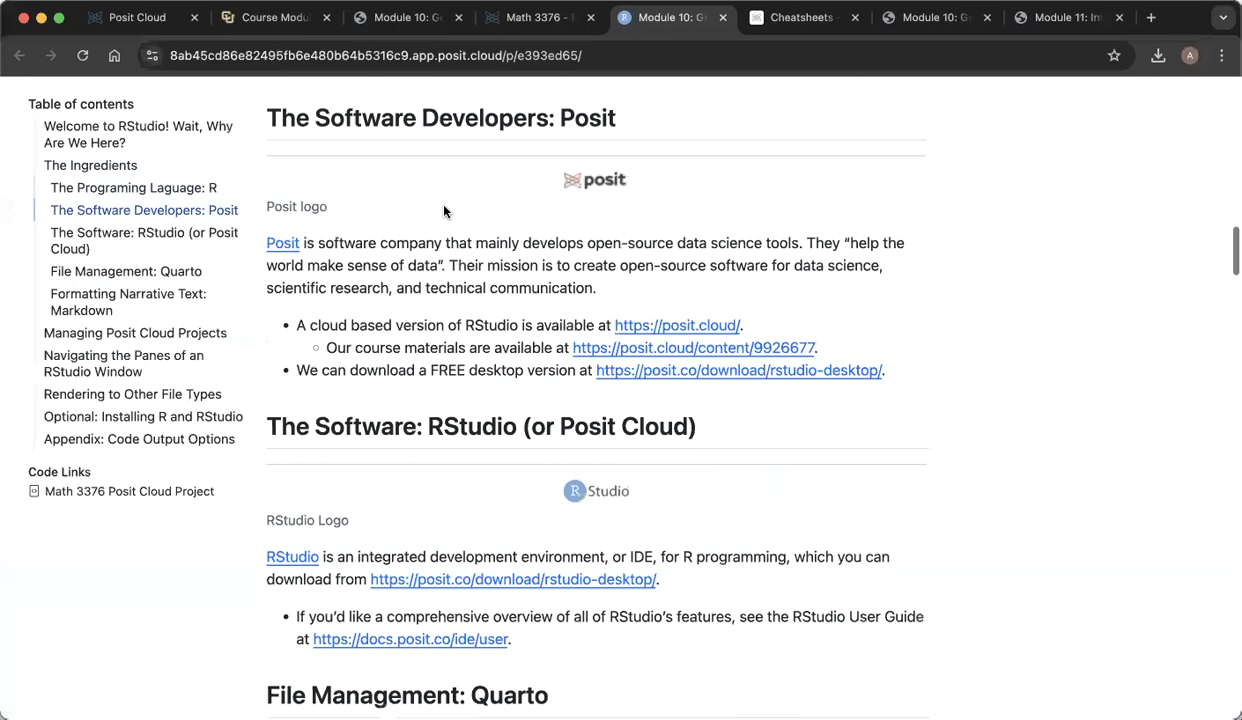 Posit Cloud
Course Modu
Module 10: Ge
Math 3376 -
Module 10: Ge
Cheatsheets
Module 10: G
Module 11: In
8ab45cd86e82495fb6e480b64b5316c9.app.posit.cloud/p/e393ed65/
A
Table of contents
Welcome to RStudio! Wait, Why
Are We Here?
The Ingredients
The Programing Laguage: R
The Software Developers: Posit
The Software: RStudio (or Posit
Cloud)
File Management: Quarto
Formatting Narrative Text:
Markdown
Managing Posit Cloud Projects
Navigating the Panes of an
RStudio Window
Rendering to Other File Types
Optional: Installing R and RStudio
Appendix: Code Output Options
Code Links
Math 3376 Posit Cloud Project
The Software Developers: Posit
posit
Posit logo
Posit is software company that mainly develops open-source data science tools. They “help the
world make sense of data”. Their mission is to create open-source software for data science,
scientific research, and technical communication.
• A cloud based version of RStudio is available at https://posit.cloud/.
◦ Our course materials are available at https://posit.cloud/content/9926677.
• We can download a FREE desktop version at https://posit.co/download/rstudio-desktop/.
The Software: RStudio (or Posit Cloud)
R Studio
RStudio Logo
RStudio is an integrated development environment, or IDE, for R programming, which you can
download from https://posit.co/download/rstudio-desktop/.
• If you’d like a comprehensive overview of all of RStudio’s features, see the RStudio User Guide
at https://docs.posit.co/ide/user.
File Management: Quarto